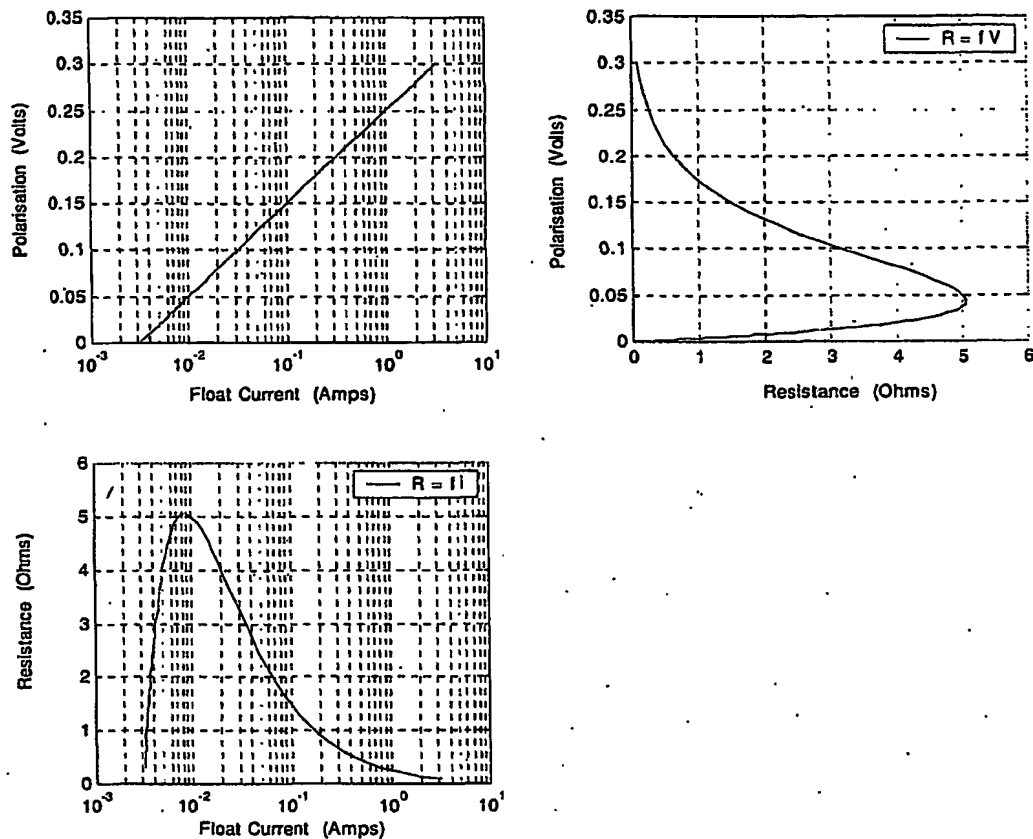 0.35
0.3
0.25
0.2
0.15
0.1
0.05
0
Polarisation (Volts)
10⁻³ 10⁻² 10⁻¹ 10⁰ 10¹
Float Current (Amps)
0.35
0.3
0.25
0.2
0.15
0.1
0.05
0
Polarisation (Volts)
R = f V
0 1 2 3 4 5 6
Resistance (Ohms)
6
5
4
3
2
1
0
Resistance (Ohms)
R = f I
10⁻³ 10⁻² 10⁻¹ 10⁰ 10¹
Float Current (Amps)